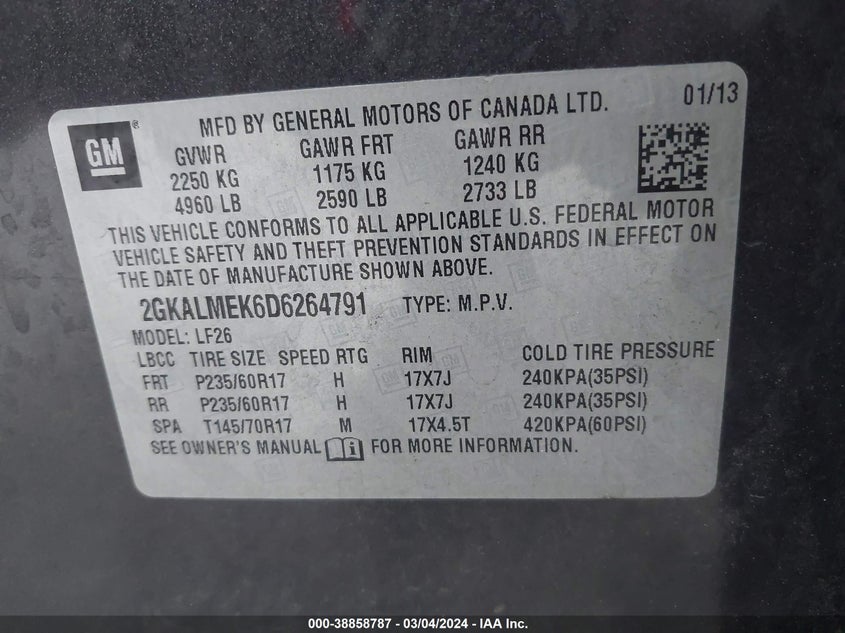 MFD BY GENERAL MOTORS OF CANADA LTD. 01/13
GM®
GVWR GAWR FRT GAWR RR
2250 KG 1175 KG 1240 KG
4960 LB 2590 LB 2733 LB
THIS VEHICLE CONFORMS TO ALL APPLICABLE U.S. FEDERAL MOTOR
VEHICLE SAFETY AND THEFT PREVENTION STANDARDS IN EFFECT ON
THE DATE OF MANUFACTURE SHOWN ABOVE.
2GKALMEK6D6264791 TYPE: M.P.V.
MODEL: LF26
LBCC TIRE SIZE SPEED RTG RIM COLD TIRE PRESSURE
FRT P235/60R17 H 17X7J 240KPA(35PSI)
RR P235/60R17 H 17X7J 240KPA(35PSI)
SPA T145/70R17 M 17X4.5T 420KPA(60PSI)
SEE OWNER'S MANUAL i FOR MORE INFORMATION.
000-38858787 - 03/04/2024 - IAA Inc.